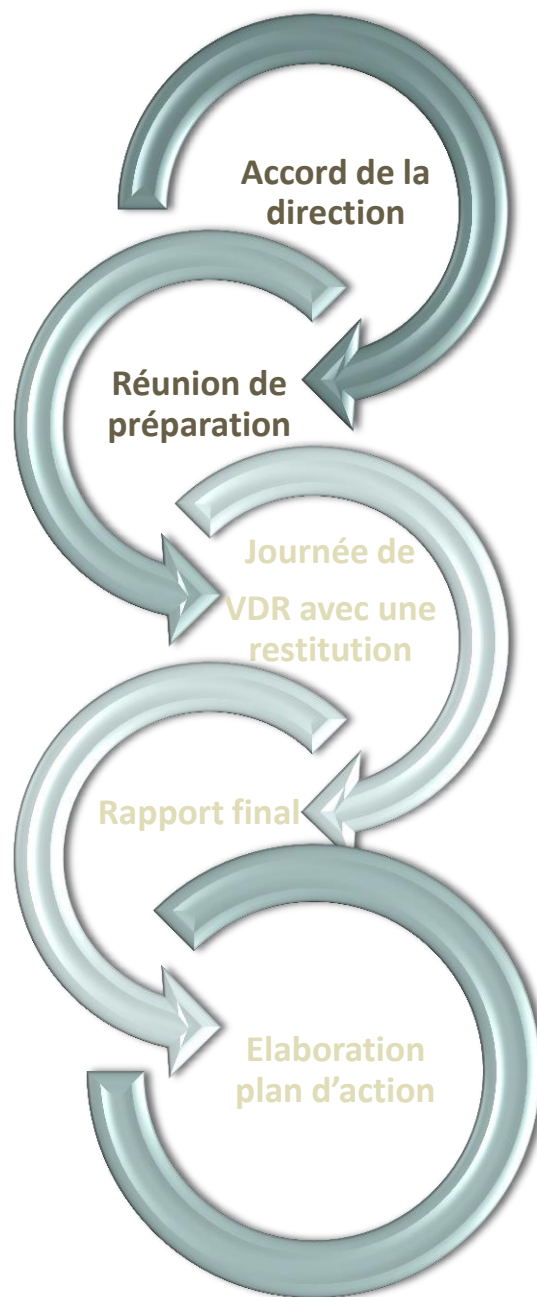 Accord de la
direction
Réunion de
préparation
Journée de
VDR avec une
restitution
Rapport final
Elaboration
plan d’action